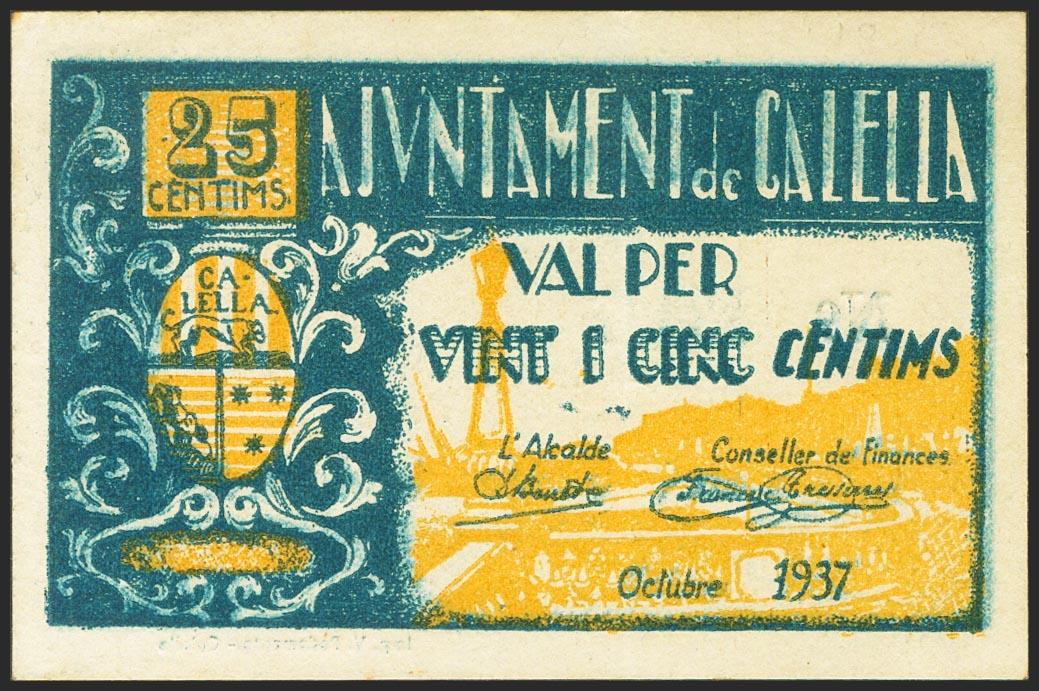 25
CENTIMS.
AJVNTAMENT de CALELLA
CA-
LELLA
VAL PER
VINT I CINC CENTIMS
L'Alcalde
Conseller de Finances
Octubre 1937